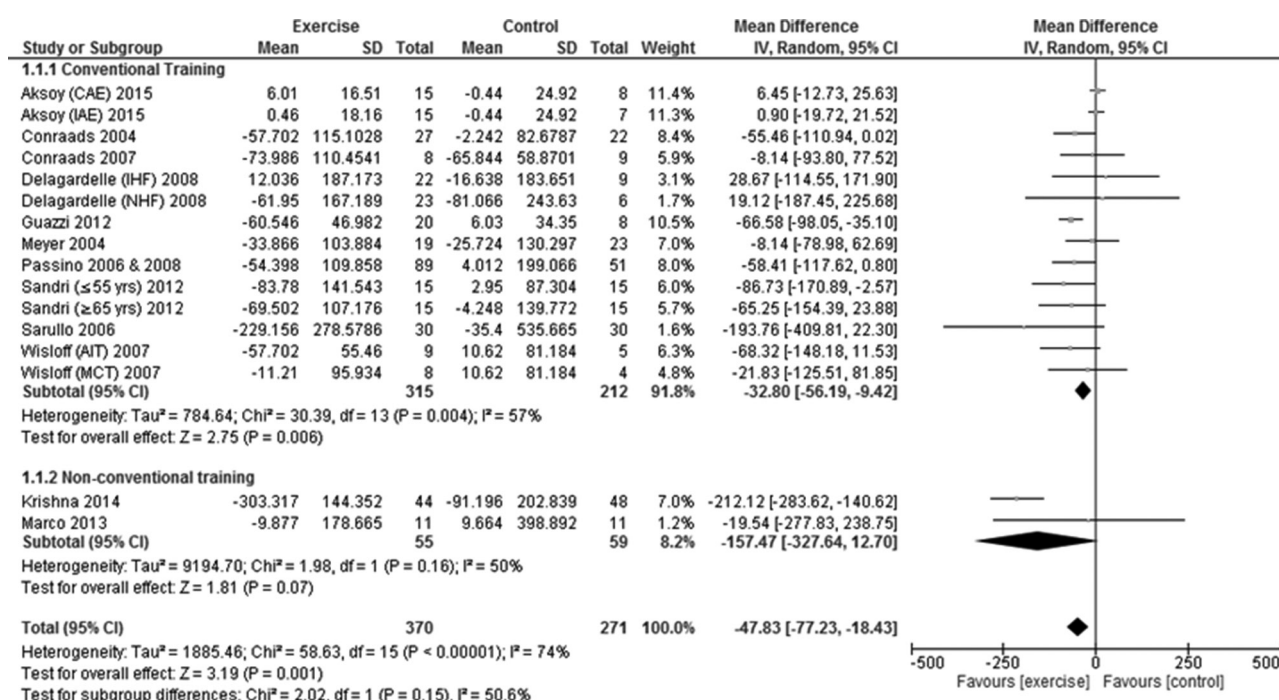 Exercise Control Mean Difference Mean Difference
Study or Subgroup Mean SD Total Mean SD Total Weight IV, Random, 95% CI IV, Random, 95% CI
1.1.1 Conventional Training
Aksoy (CAE) 2015 6.01 16.51 15 -0.44 24.92 8 11.4% 6.45 [-12.73, 25.63]
Aksoy (IAE) 2015 0.46 18.16 15 -0.44 24.92 7 11.3% 0.90 [-19.72, 21.52]
Conraads 2004 -57.702 115.1028 27 -2.242 82.6787 22 8.4% -55.46 [-110.94, 0.02]
Conraads 2007 -73.986 110.4541 8 -65.844 58.8701 9 5.9% -8.14 [-93.80, 77.52]
Delagardelle (IHF) 2008 12.036 187.173 22 -16.638 183.651 9 3.1% 28.67 [-114.55, 171.90]
Delagardelle (NHF) 2008 -61.95 167.189 23 -81.066 243.63 6 1.7% 19.12 [-187.45, 225.68]
Guazzi 2012 -60.546 46.982 20 6.03 34.35 8 10.5% -66.58 [-98.05, -35.10]
Meyer 2004 -33.866 103.884 19 -25.724 130.297 23 7.0% -8.14 [-78.98, 62.69]
Passino 2006 & 2008 -54.398 109.858 89 4.012 199.066 51 8.0% -58.41 [-117.62, 0.80]
Sandri (≤55 yrs) 2012 -83.78 141.543 15 2.95 87.304 15 6.0% -86.73 [-170.89, -2.57]
Sandri (≥65 yrs) 2012 -69.502 107.176 15 -4.248 139.772 15 5.7% -65.25 [-154.39, 23.88]
Sarullo 2006 -229.156 278.5786 30 -35.4 535.665 30 1.6% -193.76 [-409.81, 22.30]
Wisloff (AIT) 2007 -57.702 55.46 9 10.62 81.184 5 6.3% -68.32 [-148.18, 11.53]
Wisloff (MCT) 2007 -11.21 95.934 8 10.62 81.184 4 4.8% -21.83 [-125.51, 81.85]
Subtotal (95% CI) 315 212 91.8% -32.80 [-56.19, -9.42]
Heterogeneity: Tau² = 784.64; Chi² = 30.39, df = 13 (P = 0.004); I² = 57%
Test for overall effect: Z = 2.75 (P = 0.006)
1.1.2 Non-conventional training
Krishna 2014 -303.317 144.352 44 -91.196 202.839 48 7.0% -212.12 [-283.62, -140.62]
Marco 2013 -9.877 178.665 11 9.664 398.892 11 1.2% -19.54 [-277.83, 238.75]
Subtotal (95% CI) 55 59 8.2% -157.47 [-327.64, 12.70]
Heterogeneity: Tau² = 9194.70; Chi² = 1.98, df = 1 (P = 0.16); I² = 50%
Test for overall effect: Z = 1.81 (P = 0.07)
Total (95% CI) 370 271 100.0% -47.83 [-77.23, -18.43]
Heterogeneity: Tau² = 1885.46; Chi² = 58.63, df = 15 (P < 0.00001); I² = 74%
Test for overall effect: Z = 3.19 (P = 0.001)
Test for subgroup differences: Chi² = 2.02, df = 1 (P = 0.15), I² = 50.6%
-500 -250 0 250 500
Favours [exercise] Favours [control]